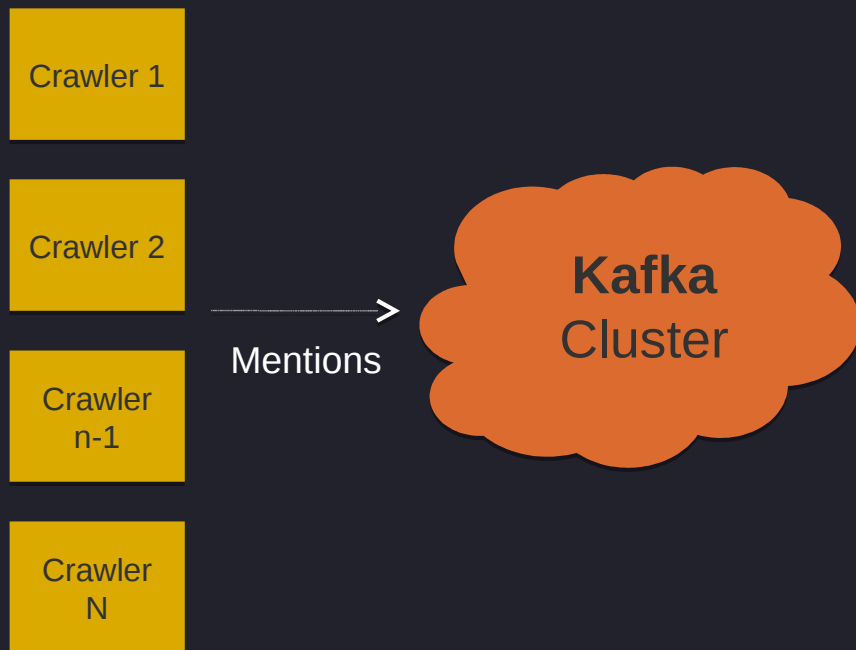 Crawler 1
Crawler 2
Crawler
n-1
Crawler
N
Mentions
Kafka
Cluster